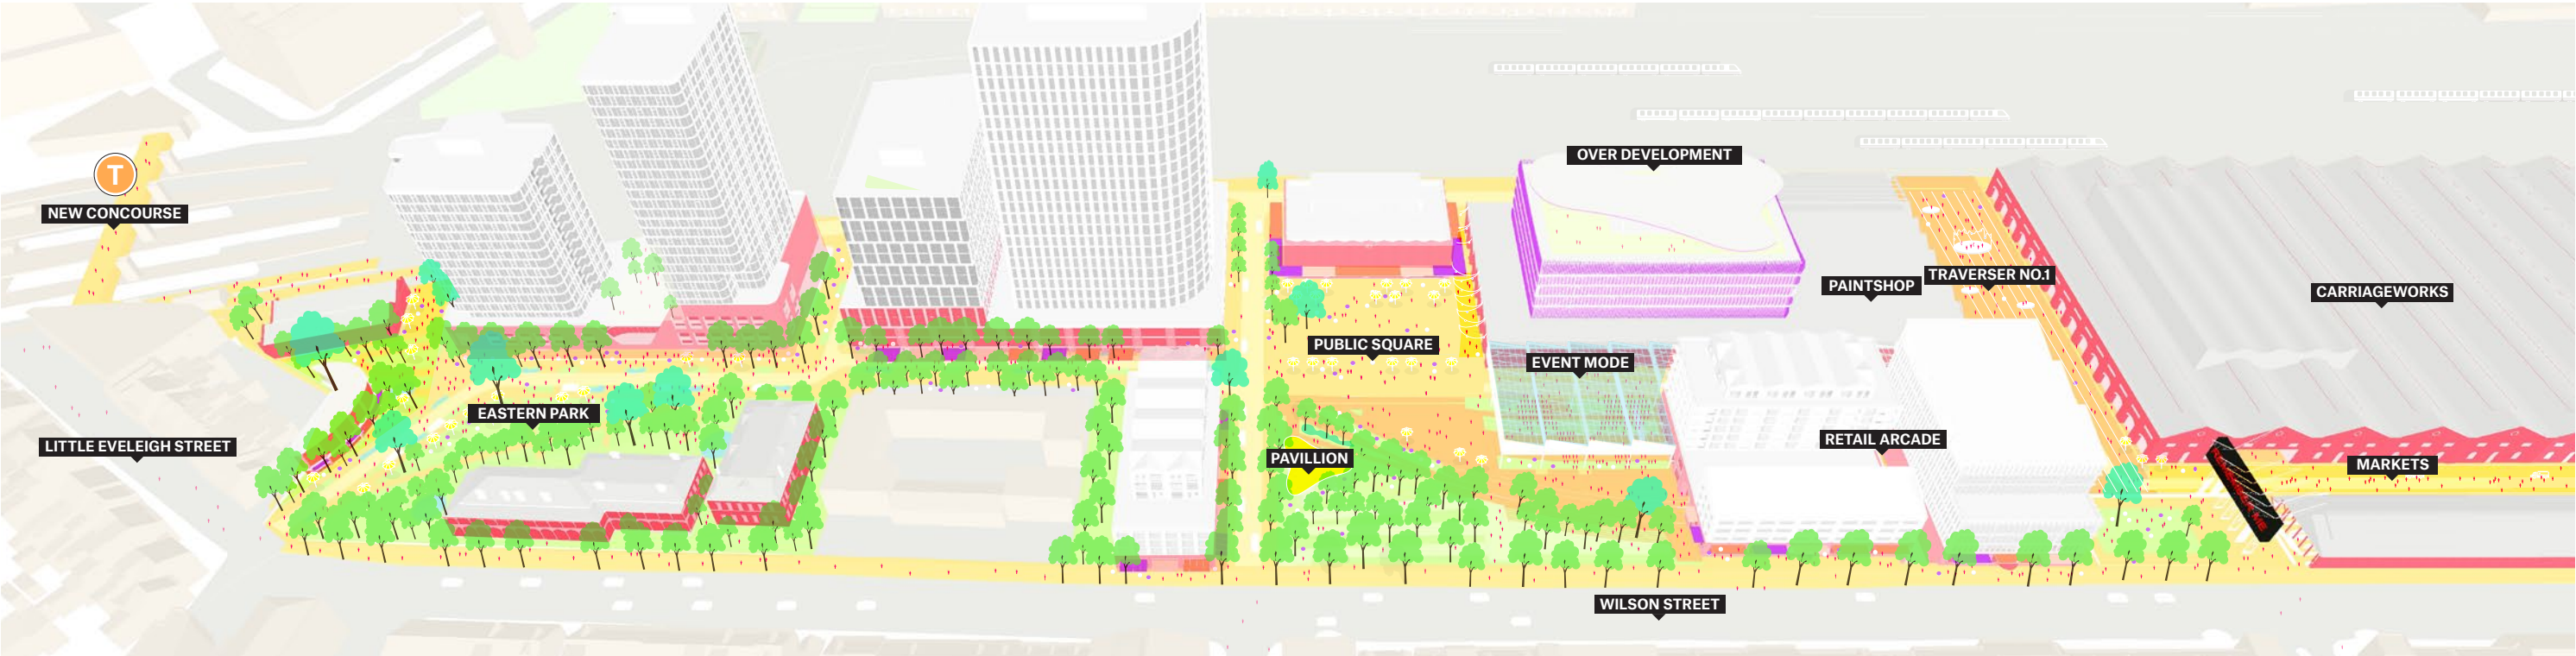 T
NEW CONCOURSE
LITTLE EVELEIGH STREET
EASTERN PARK
PUBLIC SQUARE
PAVILLION
OVER DEVELOPMENT
EVENT MODE
PAINTSHOP
TRAVERSER NO.1
RETAIL ARCADE
CARRIAGEWORKS
MARKETS
WILSON STREET